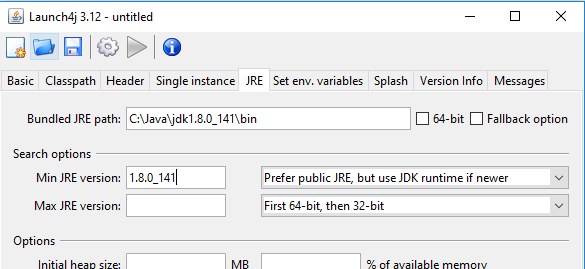 Launch4j 3.12 - untitled
Basic Classpath Header Single instance JRE Set env. variables Splash Version Info Messages
Bundled JRE path: C:\Java\jdk1.8.0_141\bin 64-bit Fallback option
Search options
Min JRE version: 1.8.0_141 Prefer public JRE, but use JDK runtime if newer
Max JRE version: First 64-bit, then 32-bit
Options
Initial heap size: MB % of available memory